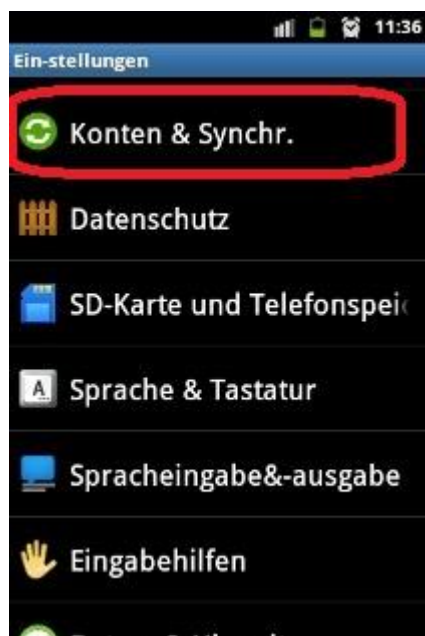 11:36
Ein-stellungen
Konten & Synchr.
Datenschutz
SD-Karte und Telefonspei
A
Sprache & Tastatur
Spracheingabe&-ausgabe
Eingabehilfen